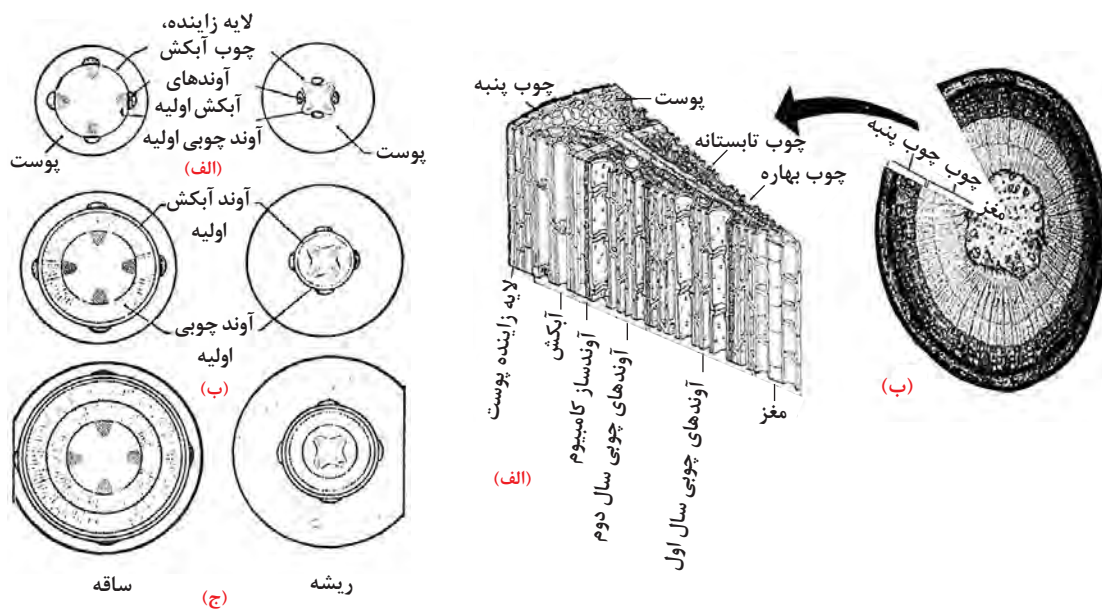 لایه زاینده،
چوب آبکش
آوندهای
آبکش اولیه
آوند چوبی اولیه
پوست
پوست
(الف)
آوند آبکش
اولیه
آوند چوبی
اولیه
(ب)
ساقه
ریشه
(ج)
چوب پنبه
پوست
چوب تابستانه
چوب بهاره
لایه زاینده پوست
آبکش
آوندساز کامبیوم
آوندهای چوبی سال دوم
آوندهای چوبی سال اول
مغز
(الف)
چوب پنبه
چوب
مغز
(ب)